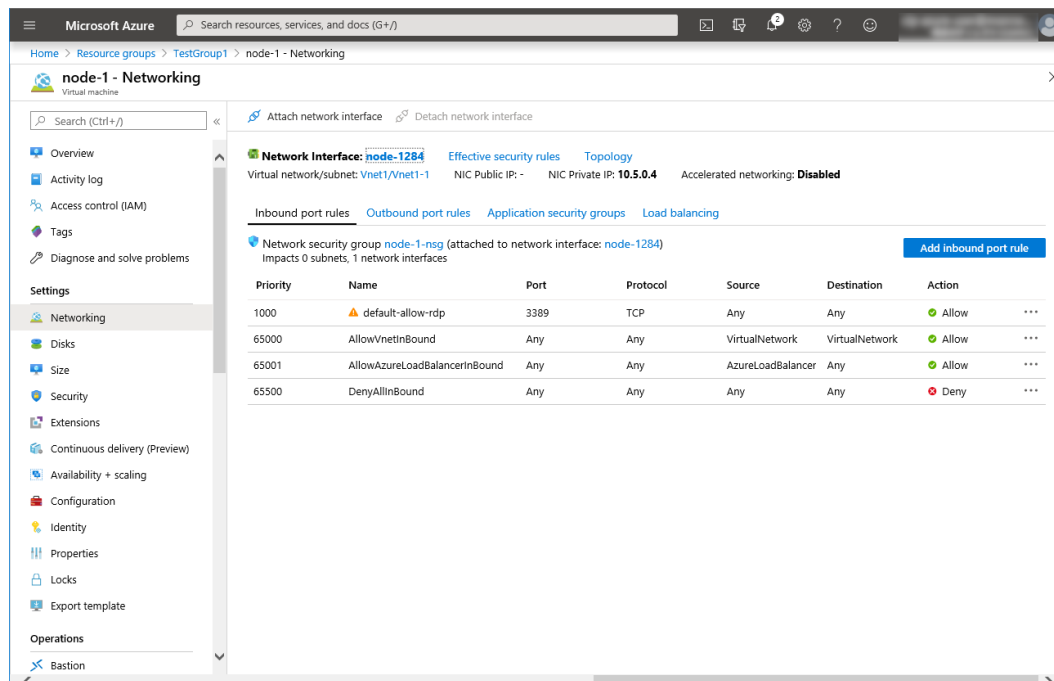 Microsoft Azure
Search resources, services, and docs (G+/)
2
Home > Resource groups > TestGroup1 > node-1 - Networking
node-1 - Networking
Virtual machine
Search (Ctrl+/)
Overview
Activity log
Access control (IAM)
Tags
Diagnose and solve problems
Settings
Networking
Disks
Size
Security
Extensions
Continuous delivery (Preview)
Availability + scaling
Configuration
Identity
Properties
Locks
Export template
Operations
Bastion
Attach network interface Detach network interface
Network Interface: node-1284 Effective security rules Topology
Virtual network/subnet: Vnet1/Vnet1-1 NIC Public IP: - NIC Private IP: 10.5.0.4 Accelerated networking: Disabled
Inbound port rules Outbound port rules Application security groups Load balancing
Network security group node-1-nsg (attached to network interface: node-1284)
Impacts 0 subnets, 1 network interfaces
Add inbound port rule
Priority Name Port Protocol Source Destination Action
1000 default-allow-rdp 3389 TCP Any Any Allow
65000 AllowVnetInBound Any Any VirtualNetwork VirtualNetwork Allow
65001 AllowAzureLoadBalancerInBound Any Any AzureLoadBalancer Any Allow
65500 DenyAllInBound Any Any Any Any Deny